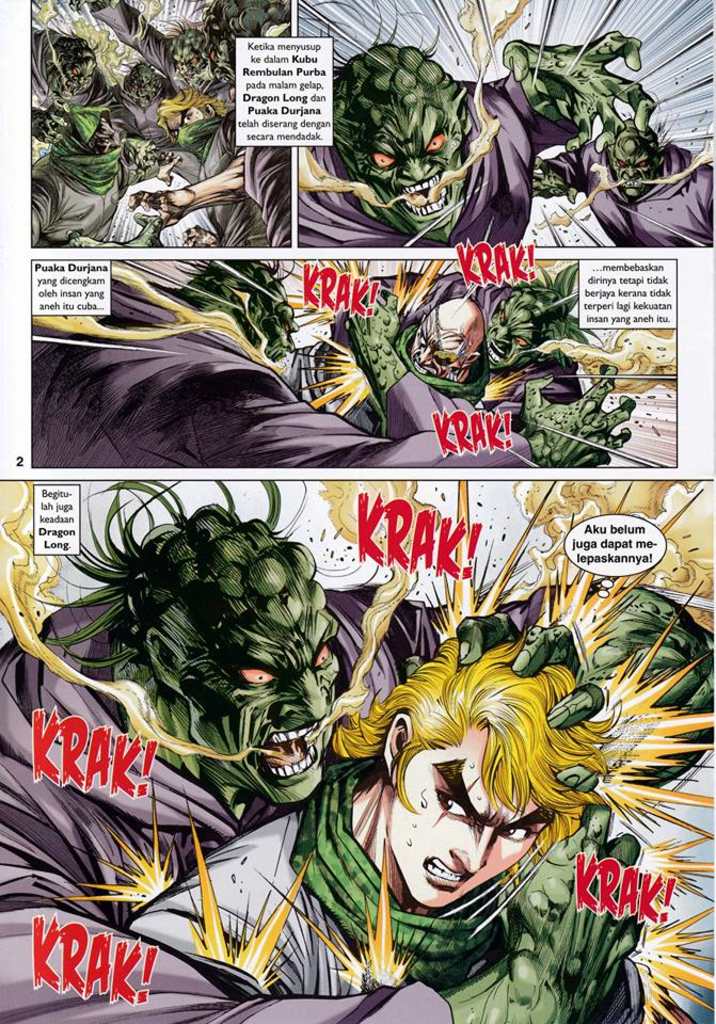 Ketika menyusup
ke dalam Kubu
Rembulan Purba
pada malam gelap,
Dragon Long dan
Puaka Durjana
telah diserang dengan
secara mendadak.
Puaka Durjana
yang dicengkam
oleh insan yang
aneh itu cuba...
KRAK!
KRAK!
...membebaskan
dirinya tetapi tidak
berjaya kerana tidak
terperi lagi kekuatan
insan yang aneh itu.
KRAK!
2
Begitu-
lah juga
keadaan
Dragon
Long.
KRAK!
Aku belum
juga dapat me-
lepaskannya!
KRAK!
KRAK!
KRAK!